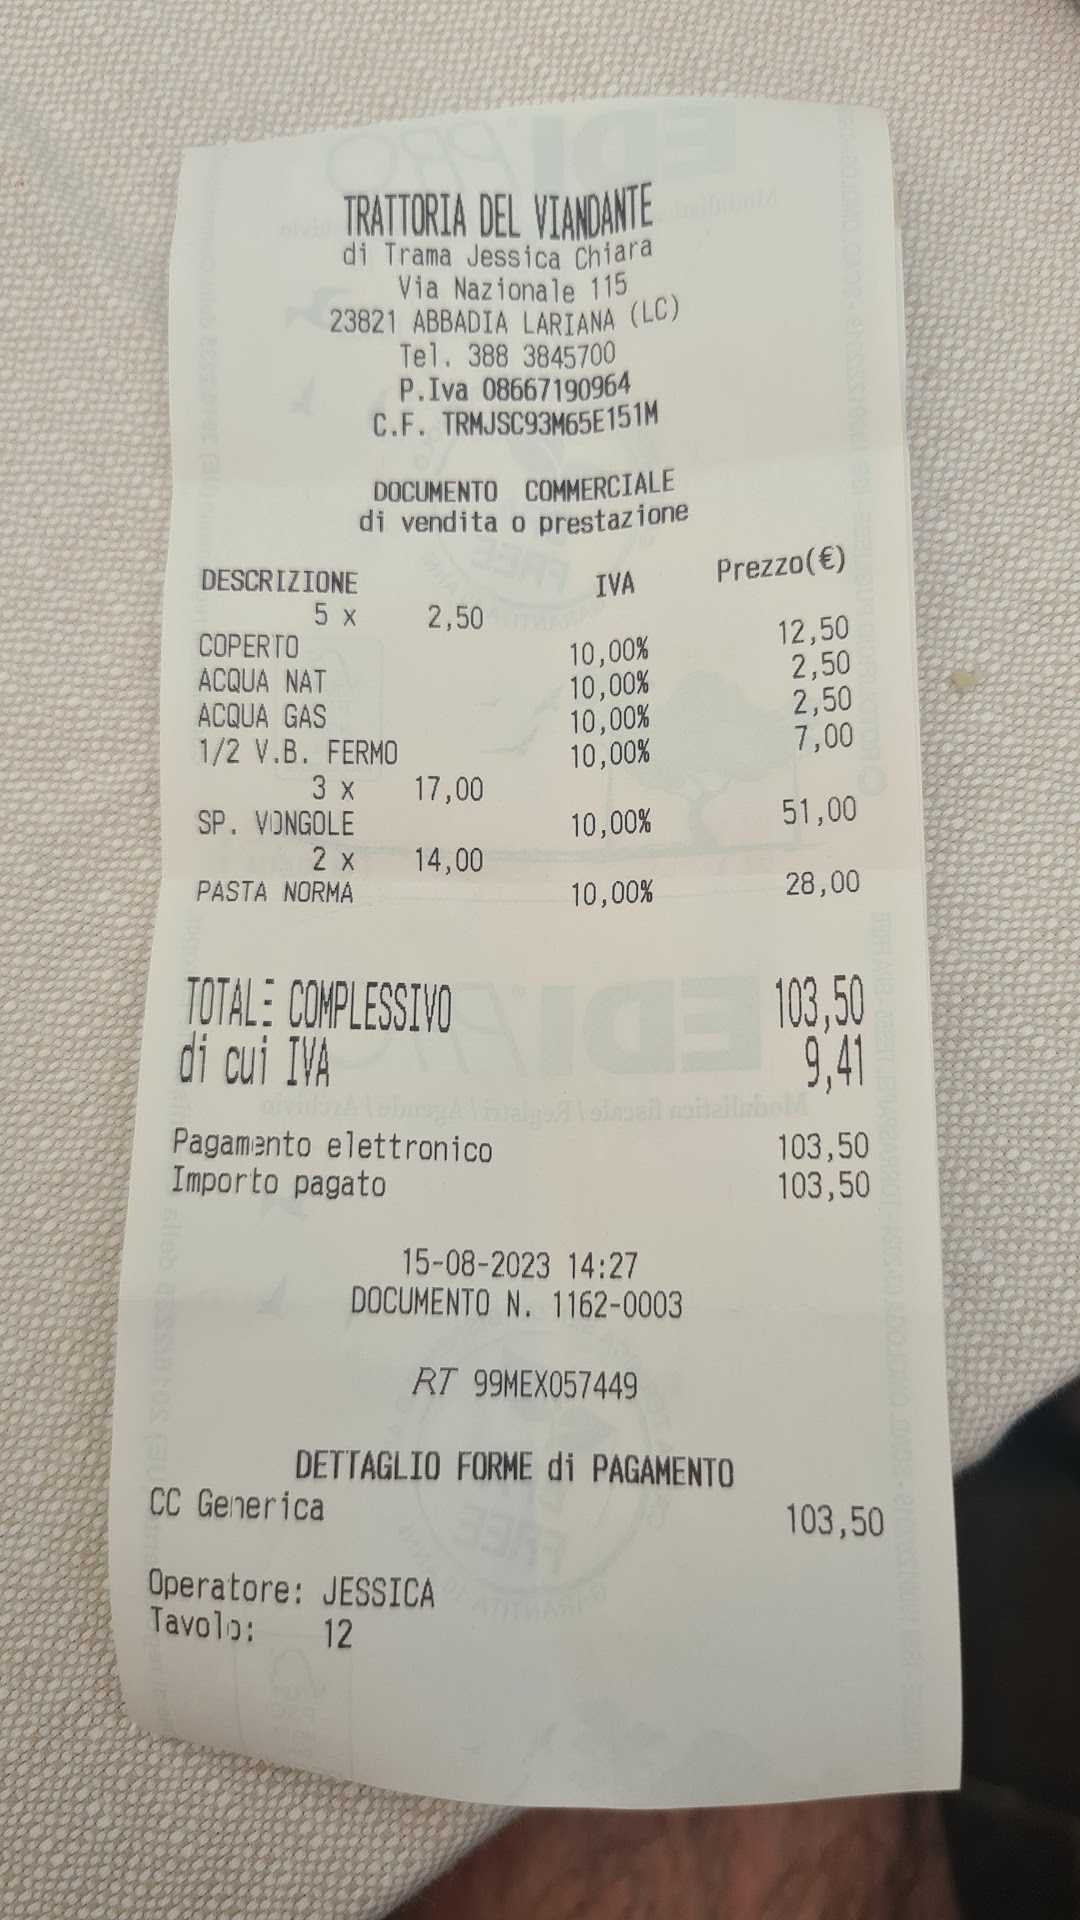 TRATTORIA DEL VIANDANTE
di Trama Jessica Chiara
Via Nazionale 115
23821 ABBADIA LARIANA (LC)
Tel. 388 3845700
P.Iva 08667190964
C.F. TRMJSC93M65E151M
DOCUMENTO COMMERCIALE
di vendita o prestazione
DESCRIZIONE IVA Prezzo(€)
5 x 2,50
COPERTO 10,00% 12,50
ACQUA NAT 10,00% 2,50
ACQUA GAS 10,00% 2,50
1/2 V.B. FERMO 10,00% 7,00
3 x 17,00
SP. VONGOLE 10,00% 51,00
2 x 14,00
PASTA NORMA 10,00% 28,00
TOTALE COMPLESSIVO 103,50
di cui IVA 9,41
Pagamento elettronico 103,50
Importo pagato 103,50
15-08-2023 14:27
DOCUMENTO N. 1162-0003
RT 99MEX057449
DETTAGLIO FORME di PAGAMENTO
CC Generica 103,50
Operatore: JESSICA
Tavolo: 12